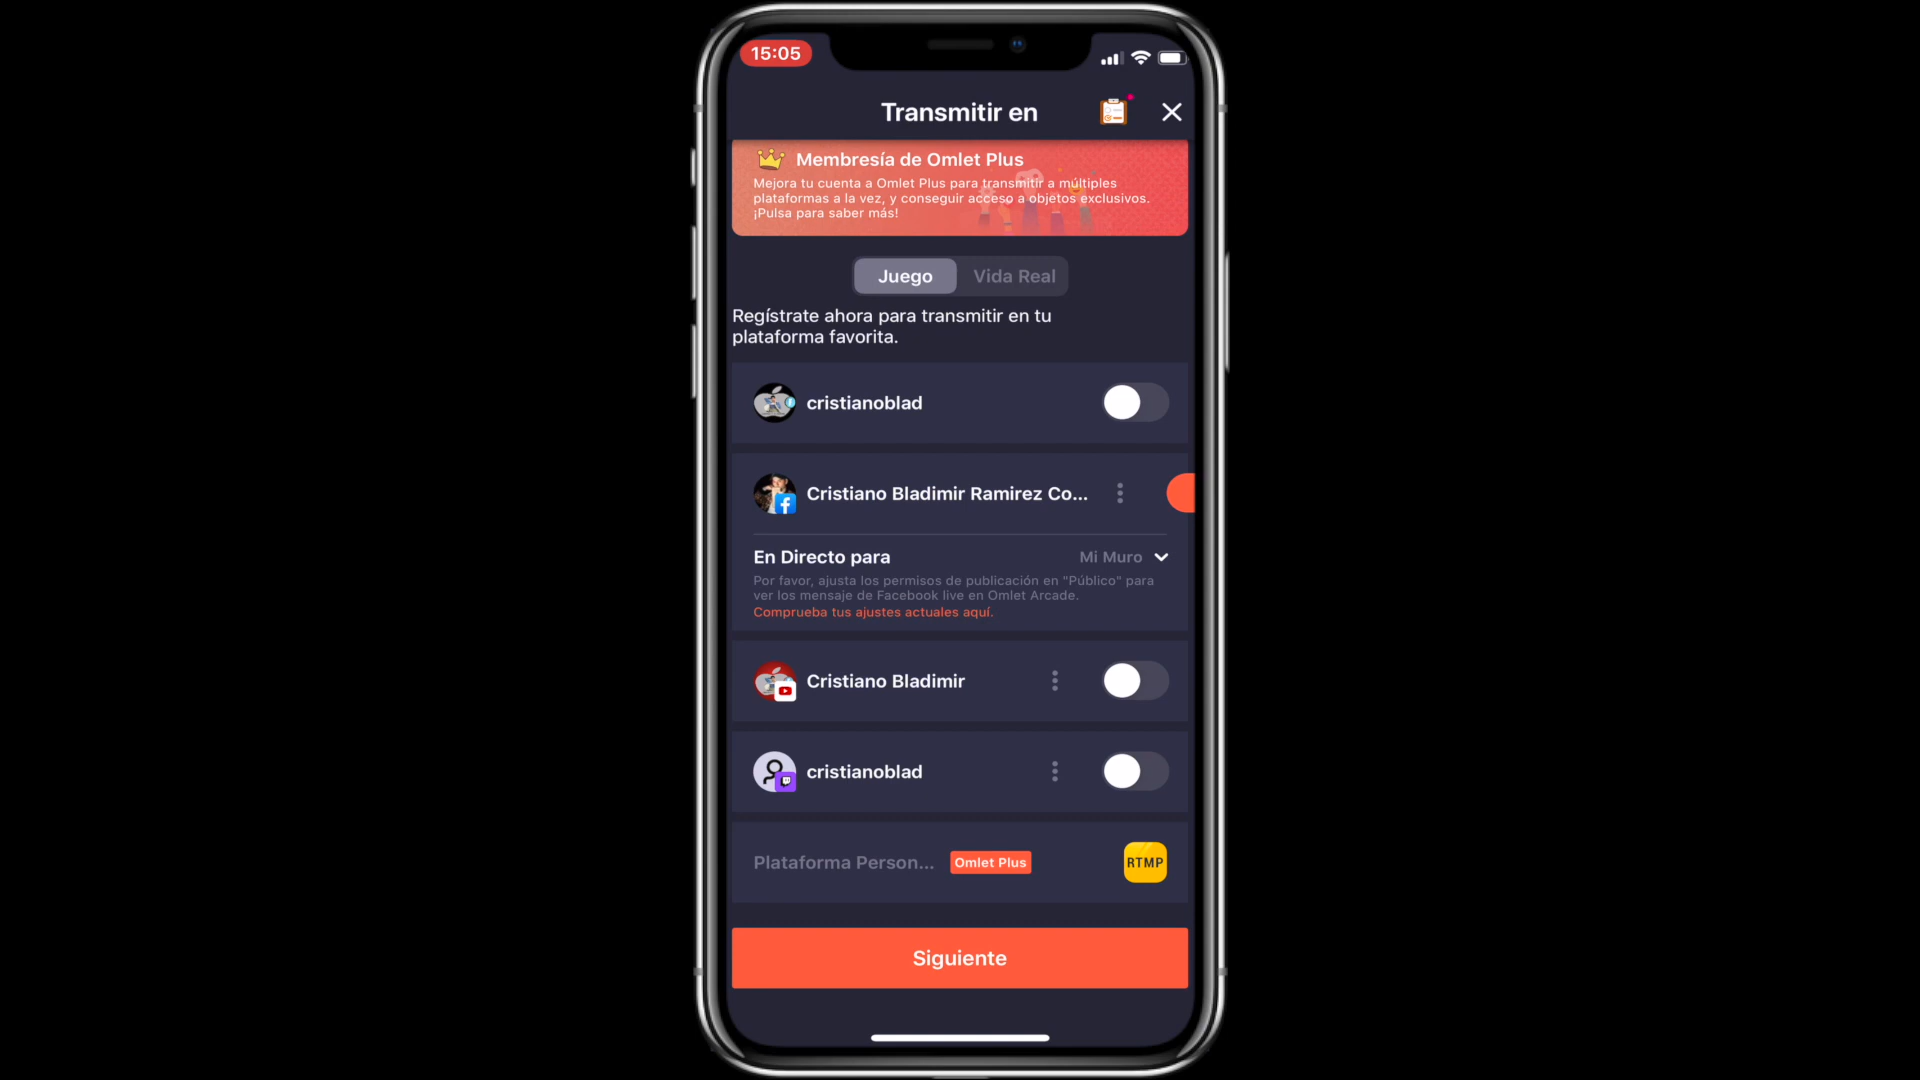 15:05
Transmitir en
Membresía de Omlet Plus
Mejora tu cuenta a Omlet Plus para transmitir a múltiples
plataformas a la vez, y conseguir acceso a objetos exclusivos.
¡Pulsa para saber más!
Juego
Vida Real
Regístrate ahora para transmitir en tu
plataforma favorita.
cristianoblad
Cristiano Bladimir Ramirez Co...
En Directo para
Mi Muro
Por favor, ajusta los permisos de publicación en "Público" para
ver los mensaje de Facebook live en Omlet Arcade.
Comprueba tus ajustes actuales aquí.
Cristiano Bladimir
cristianoblad
Plataforma Person...
Omlet Plus
RTMP
Siguiente